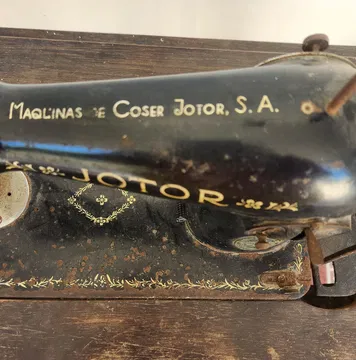 MAQUINAS DE COSER JOTOR, S.A.
JOTOR